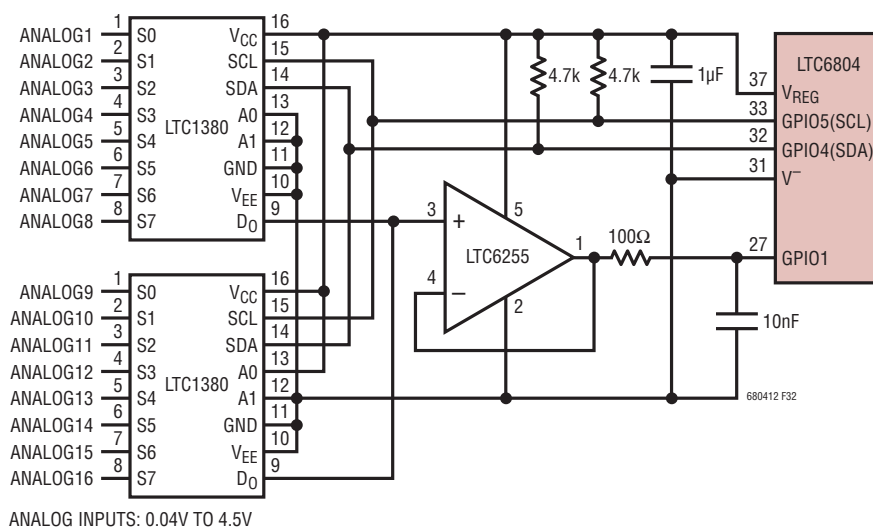 ANALOG1 1 S0 VCC 16
ANALOG2 2 S1 SCL 15
ANALOG3 3 S2 SDA 14
ANALOG4 4 S3 A0 13
ANALOG5 5 S4 A1 12
ANALOG6 6 S5 GND 11
ANALOG7 7 S6 VEE 10
ANALOG8 8 S7 DO 9
LTC1380
ANALOG9 1 S0 VCC 16
ANALOG10 2 S1 SCL 15
ANALOG11 3 S2 SDA 14
ANALOG12 4 S3 A0 13
ANALOG13 5 S4 A1 12
ANALOG14 6 S5 GND 11
ANALOG15 7 S6 VEE 10
ANALOG16 8 S7 DO 9
LTC1380
4.7k
4.7k
1µF
3 +
4 –
5
2
1
LTC6255
100Ω
10nF
LTC6804
37 VREG
33 GPIO5(SCL)
32 GPIO4(SDA)
31 V–
27 GPIO1
680412 F32
ANALOG INPUTS: 0.04V TO 4.5V